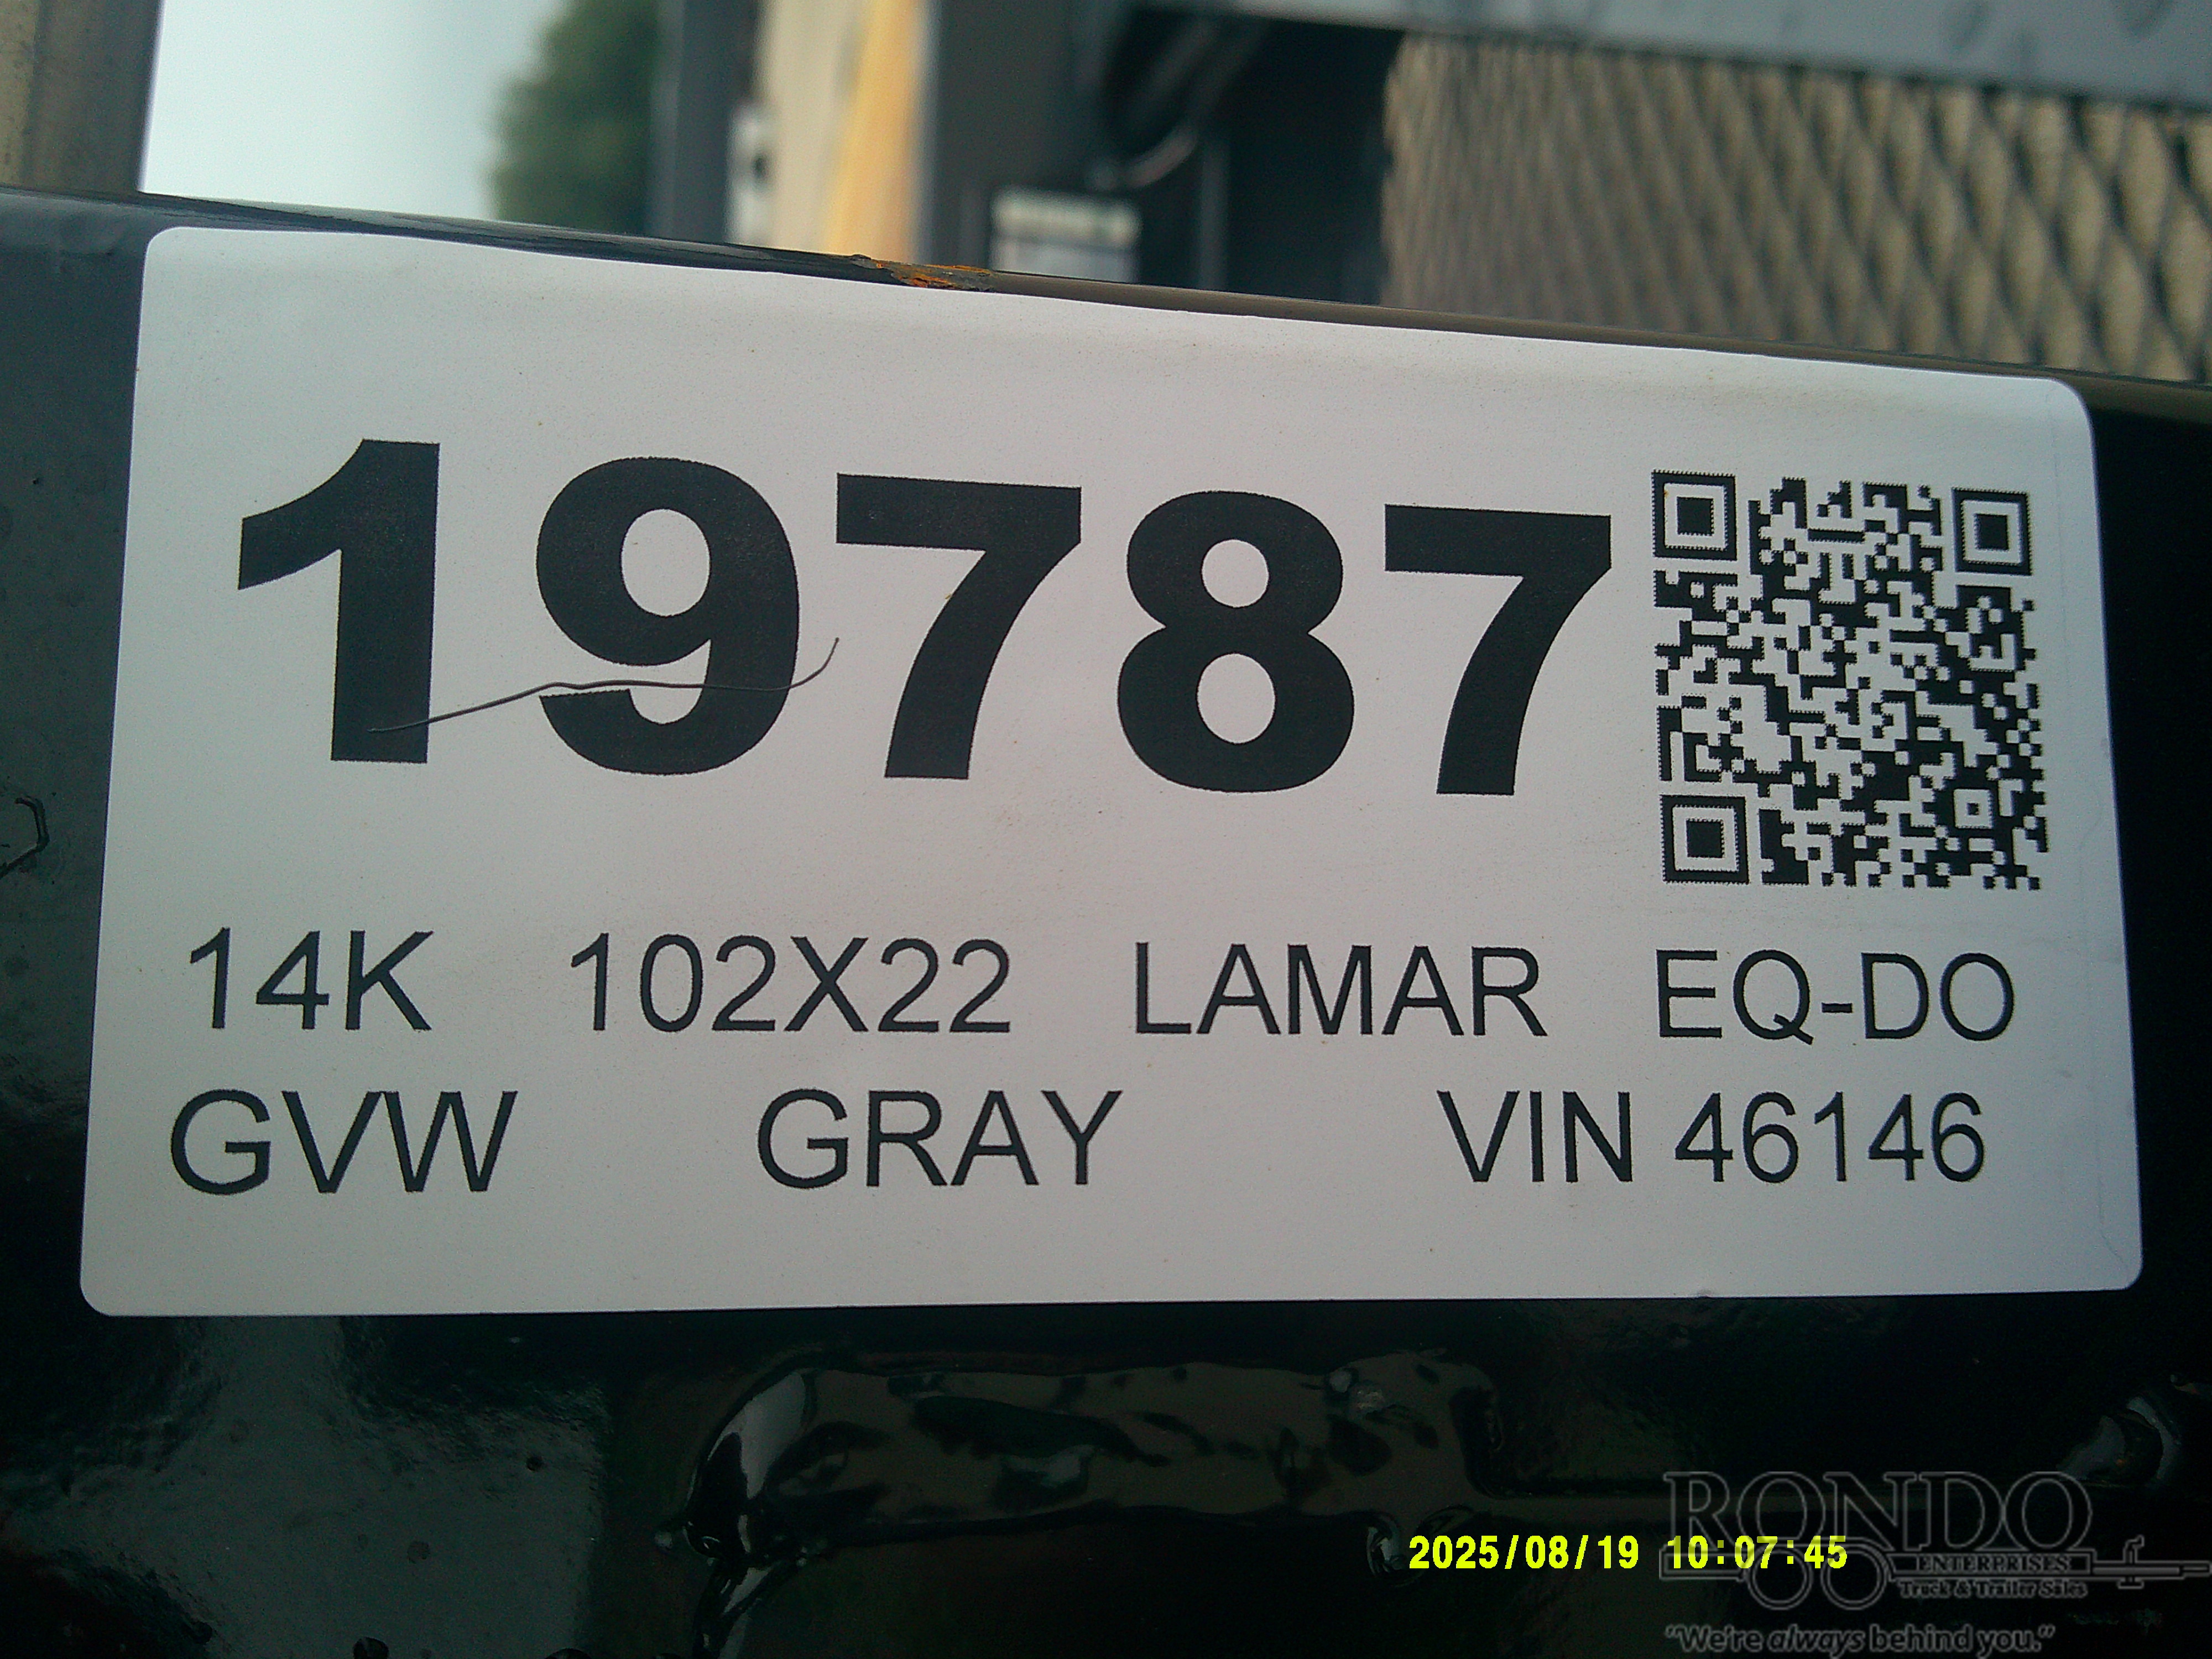 19787
14K 102X22 LAMAR EQ-DO
GVW GRAY VIN 46146
2025/08/19 10:07:45
RONDO
ENTERPRISES
Truck & Trailer Sales
"We're always behind you."